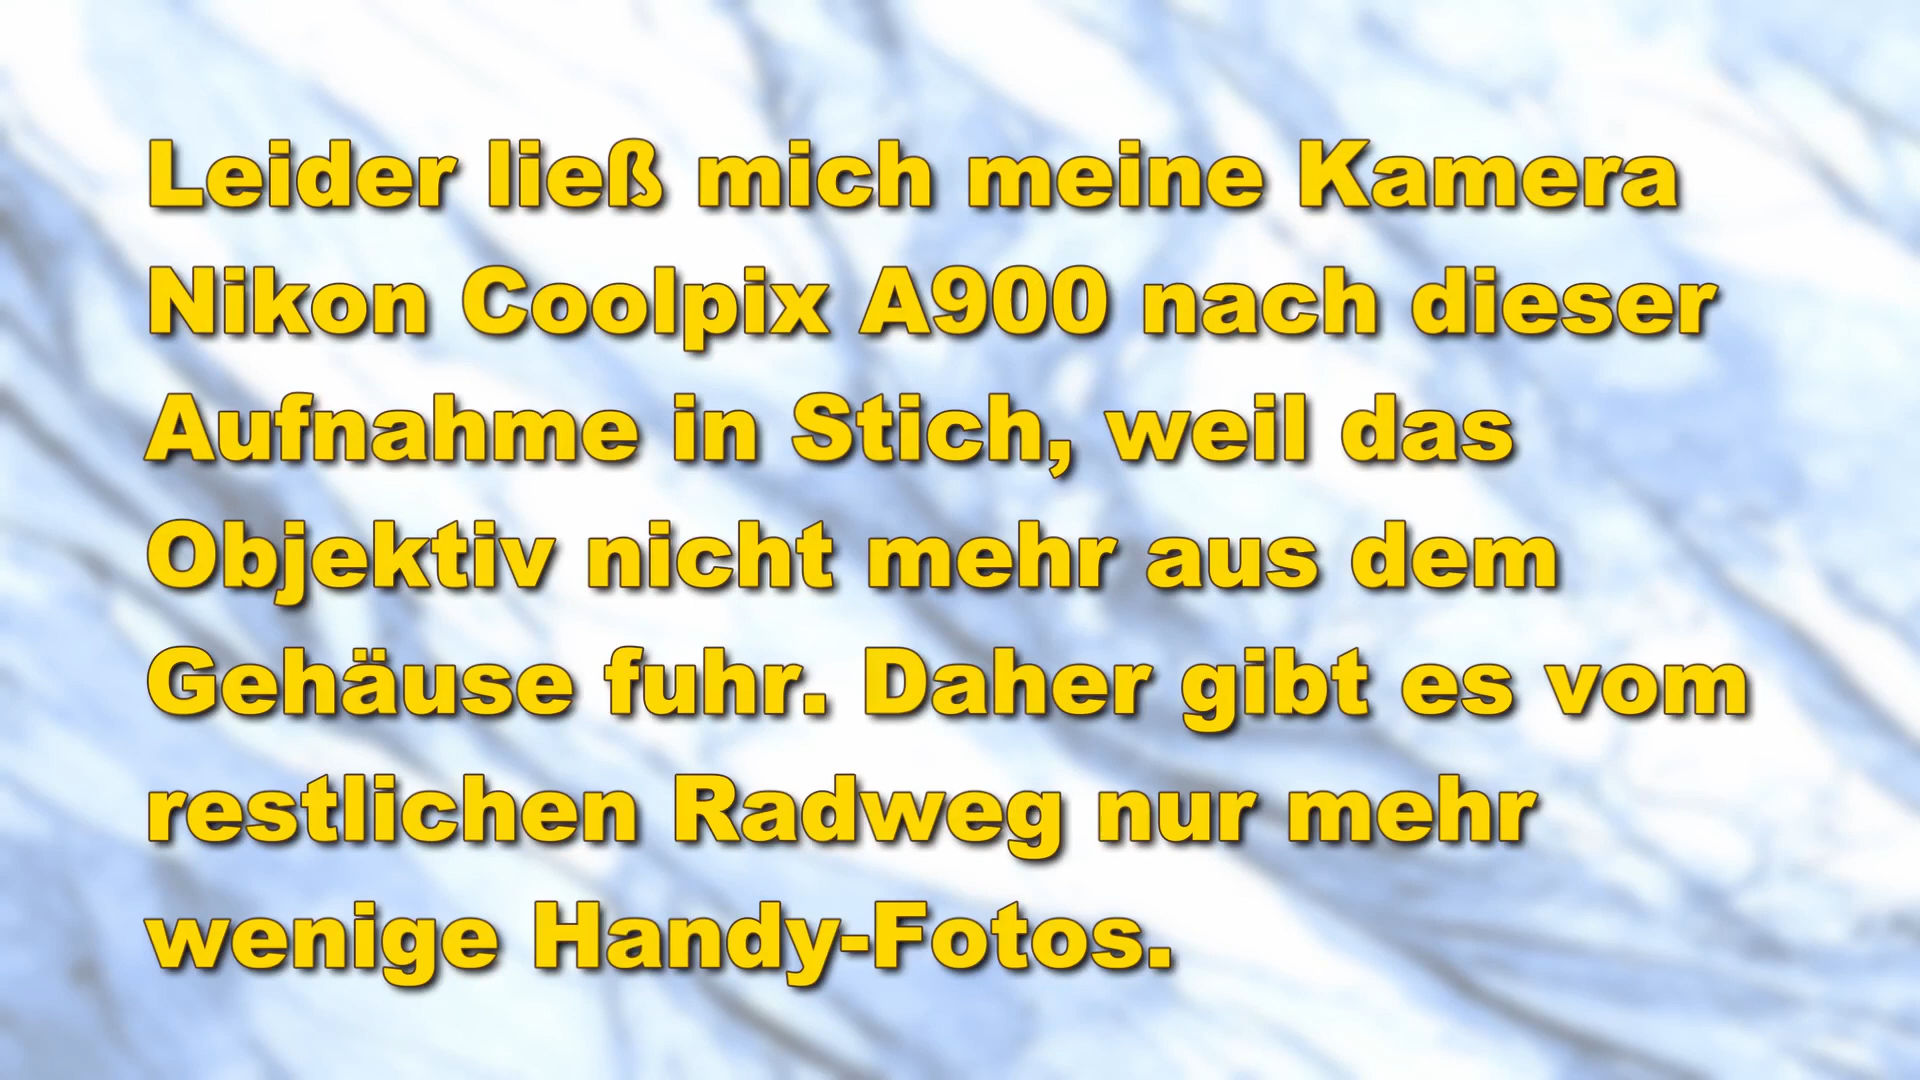 Leider ließ mich meine Kamera
Nikon Coolpix A900 nach dieser
Aufnahme in Stich, weil das
Objektiv nicht mehr aus dem
Gehäuse fuhr. Daher gibt es vom
restlichen Radweg nur mehr
wenige Handy-Fotos.